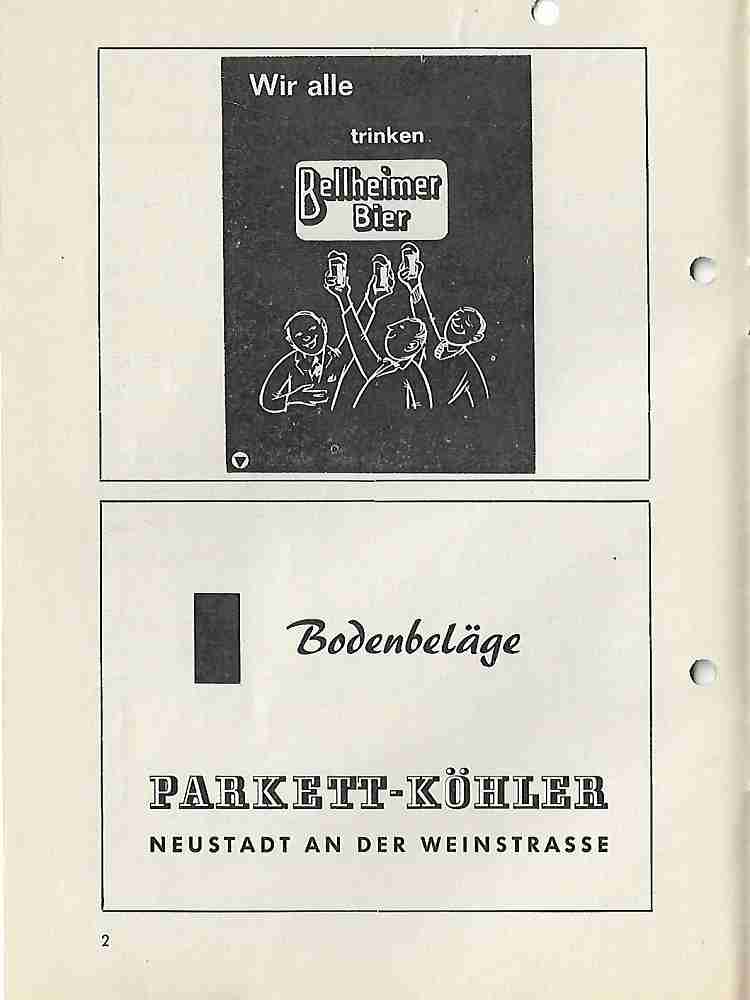 Wir alle
trinken
Bellheimer
Bier
Bodenbeläge
PARKETT-KÖHLER
NEUSTADT AN DER WEINSTRASSE
2